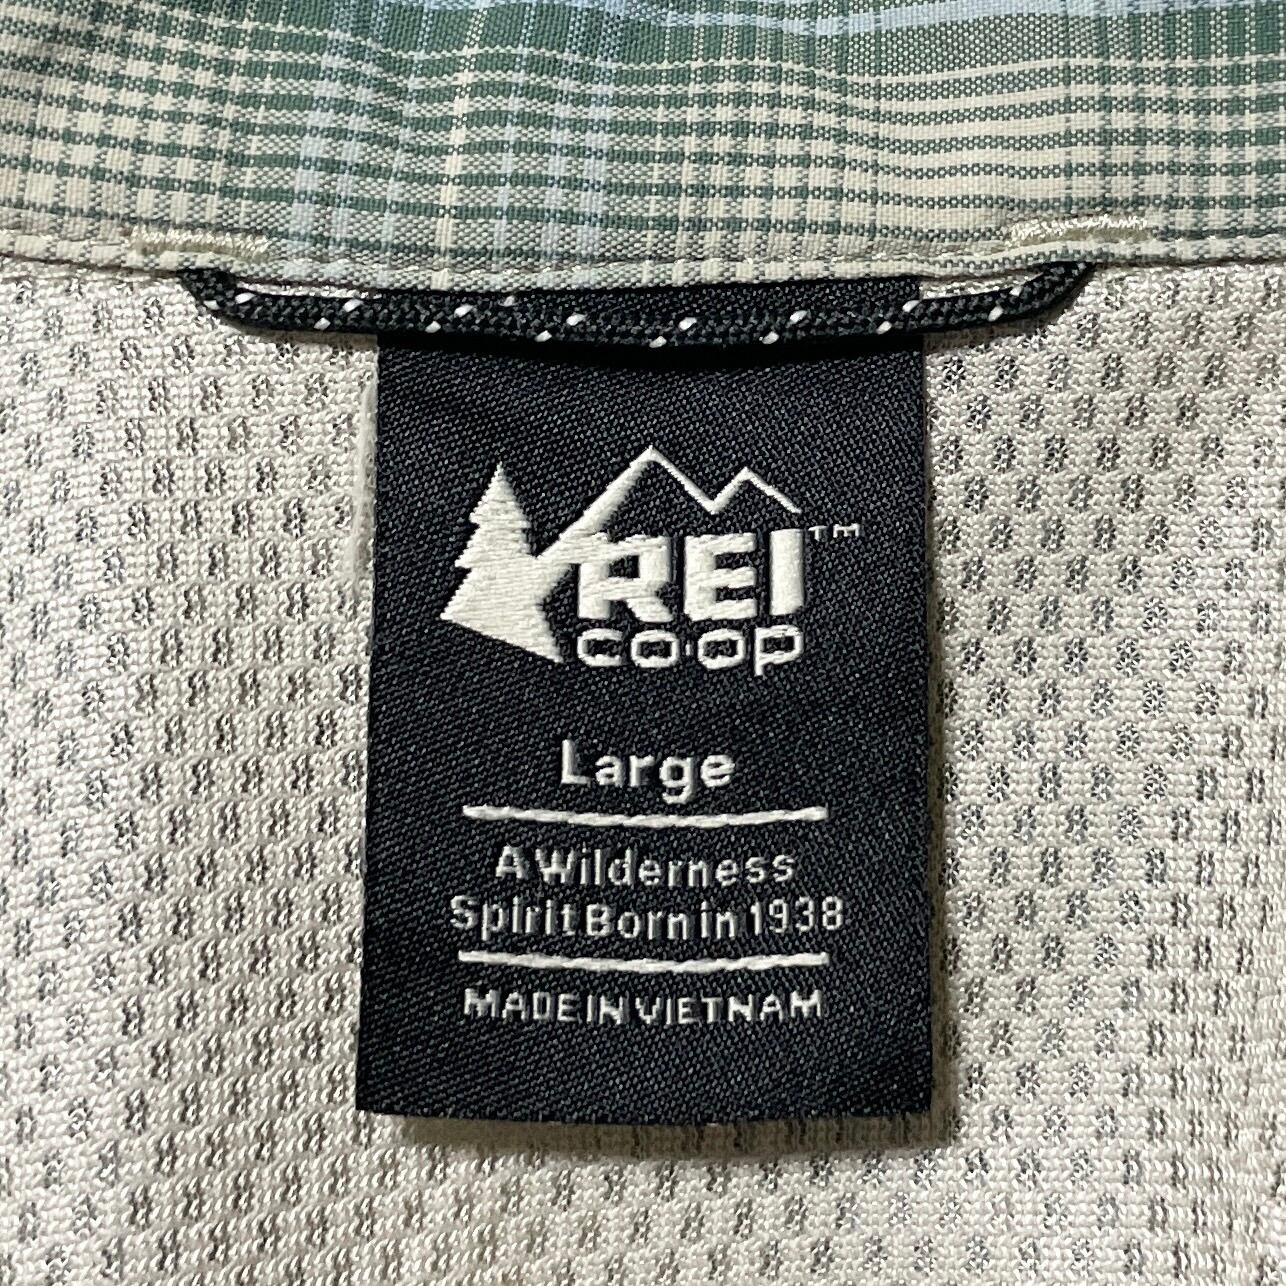 REI™
CO·OP
Large
A Wilderness
Spirit Born in 1938
MADE IN VIETNAM